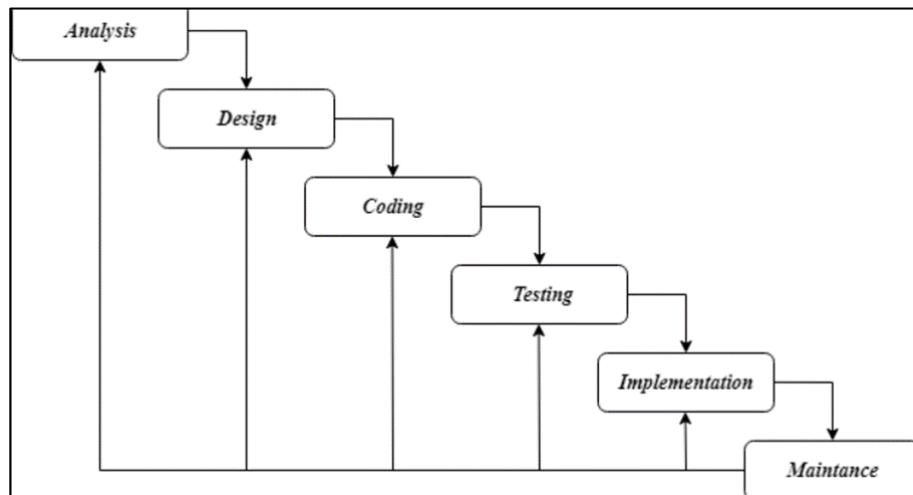 Analysis
Design
Coding
Testing
Implementation
Maintance